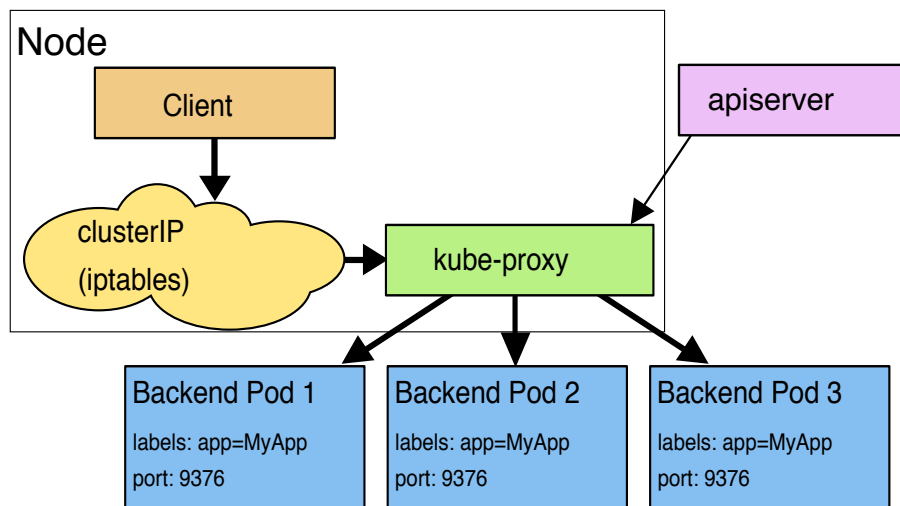 Node
Client
apiserver
clusterIP
(iptables)
kube-proxy
Backend Pod 1
labels: app=MyApp
port: 9376
Backend Pod 2
labels: app=MyApp
port: 9376
Backend Pod 3
labels: app=MyApp
port: 9376